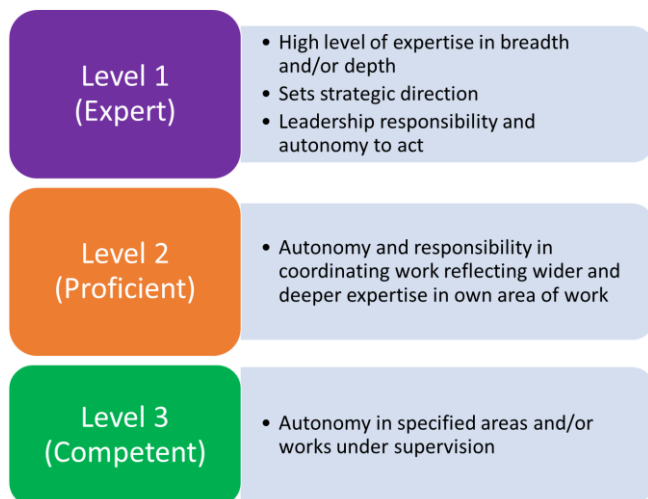 Level 1
(Expert)
• High level of expertise in breadth
and/or depth
• Sets strategic direction
• Leadership responsibility and
autonomy to act
Level 2
(Proficient)
• Autonomy and responsibility in
coordinating work reflecting wider and
deeper expertise in own area of work
Level 3
(Competent)
• Autonomy in specified areas and/or
works under supervision